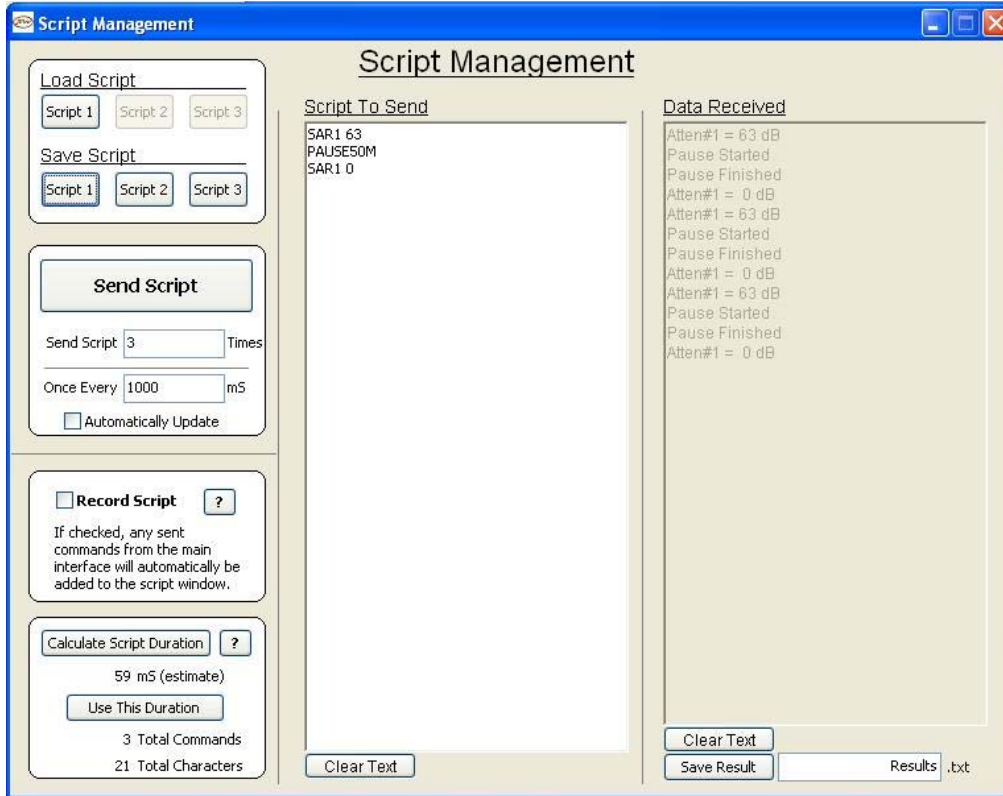 Script Management
Script Management
Load Script
Script 1 Script 2 Script 3
Save Script
Script 1 Script 2 Script 3
Send Script
Send Script 3 Times
Once Every 1000 mS
Automatically Update
Record Script ?
If checked, any sent
commands from the main
interface will automatically be
added to the script window.
Calculate Script Duration ?
59 mS (estimate)
Use This Duration
3 Total Commands
21 Total Characters
Script To Send
SAR1 63
PAUSE50M
SAR1 0
Clear Text
Data Received
Atten#1 = 63 dB
Pause Started
Pause Finished
Atten#1 = 0 dB
Atten#1 = 63 dB
Pause Started
Pause Finished
Atten#1 = 0 dB
Atten#1 = 63 dB
Pause Started
Pause Finished
Atten#1 = 0 dB
Clear Text
Save Result Results .txt